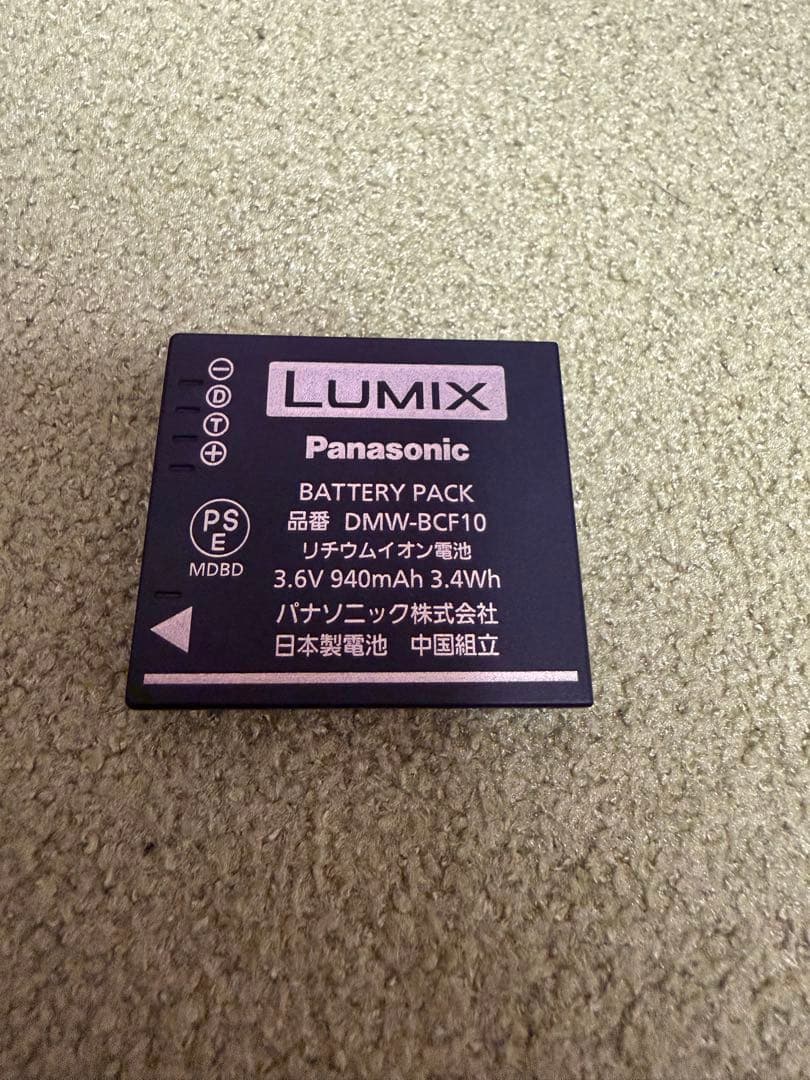 ⊖
D
T
⊕
LUMIX
Panasonic
BATTERY PACK
品番 DMW-BCF10
リチウムイオン電池
3.6V 940mAh 3.4Wh
パナソニック株式会社
日本製電池 中国組立
PS
E
MDBD